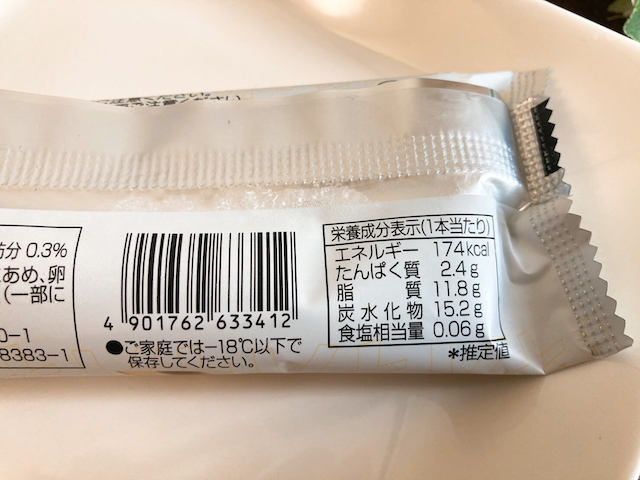 分 0.3%
あめ、卵
(一部に
0-1
8383-1
4 901762 633412
●ご家庭では-18℃以下で
保存してください。
栄養成分表示(1本当たり)
エネルギー 174kcal
たんぱく質 2.4g
脂質 11.8g
炭水化物 15.2g
食塩相当量 0.06g
*推定値